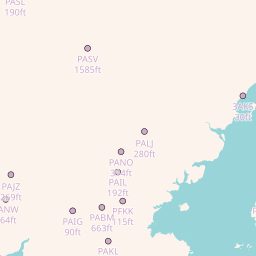 PASL
190ft
PASV
1585ft
PALJ
280ft
PANO
PAIL
192ft
PAJZ
PFKK
115ft
PABM
663ft
PAIG
90ft
PAKL